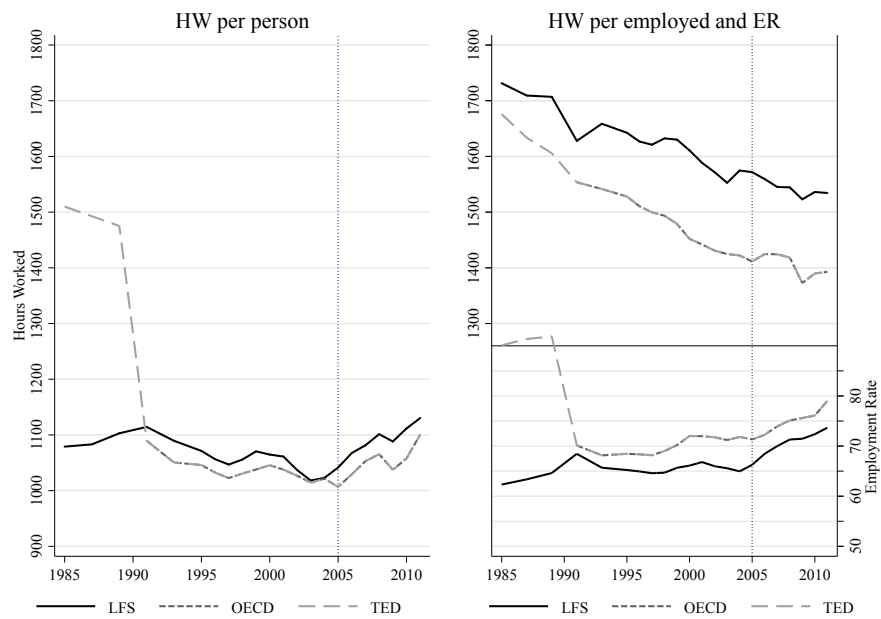 HW per person
HW per employed and ER
Hours Worked
1800
1700
1600
1500
1400
1300
1200
1100
1000
900
1985 1990 1995 2000 2005 2010
LFS OECD TED
1800
1700
1600
1500
1400
1300
80
70
60
50
Employment Rate
1985 1990 1995 2000 2005 2010
LFS OECD TED